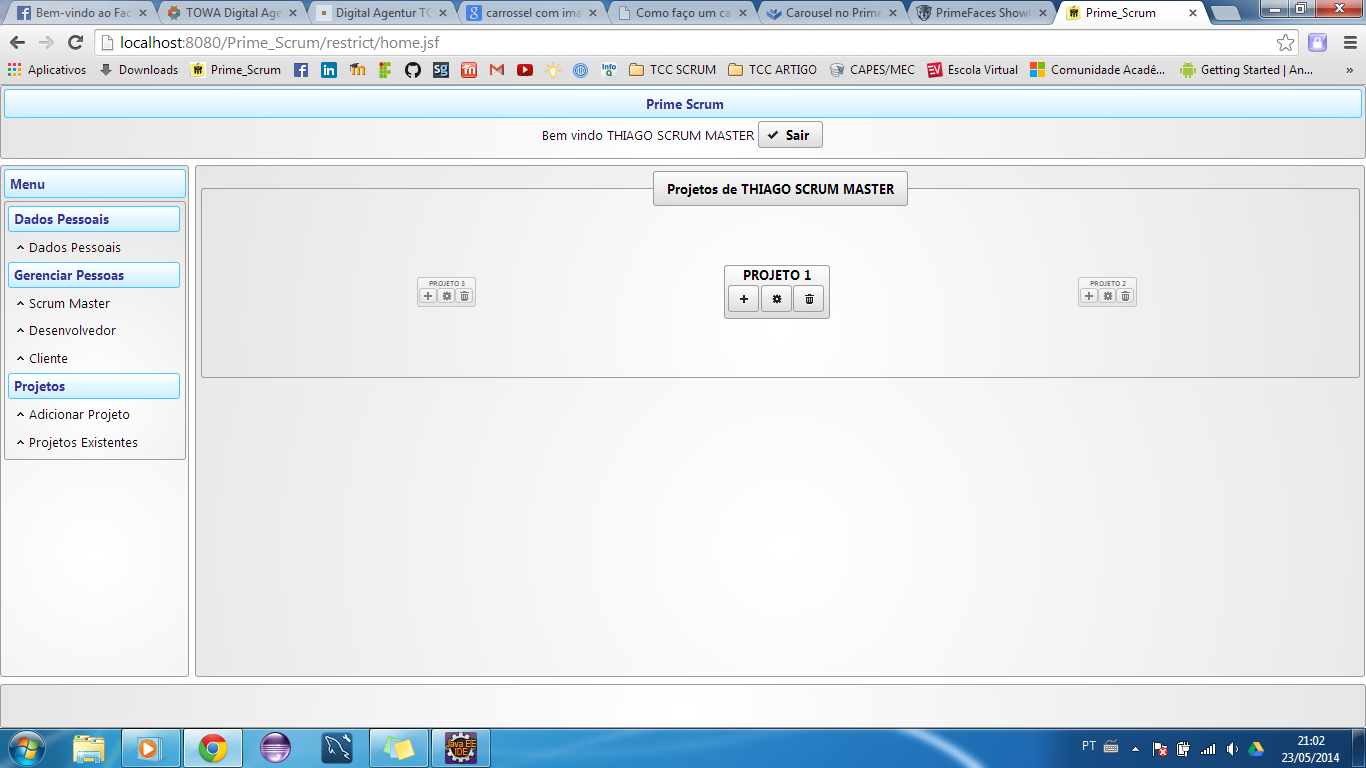 Bem-vindo ao Fac
TOWA Digital Age
Digital Agentur TO
carrossel com ima
Como faço um ca
Carousel no Prime
PrimeFaces Show
Prime_Scrum
localhost:8080/Prime_Scrum/restrict/home.jsf
Aplicativos
Downloads
Prime_Scrum
TCC SCRUM
TCC ARTIGO
CAPES/MEC
Escola Virtual
Comunidade Acadê...
Getting Started | An...
»
Prime Scrum
Bem vindo THIAGO SCRUM MASTER
Sair
Menu
Dados Pessoais
Dados Pessoais
Gerenciar Pessoas
Scrum Master
Desenvolvedor
Cliente
Projetos
Adicionar Projeto
Projetos Existentes
Projetos de THIAGO SCRUM MASTER
PROJETO 3
PROJETO 1
PROJETO 2
Java EE
IDE
PT
21:02
23/05/2014